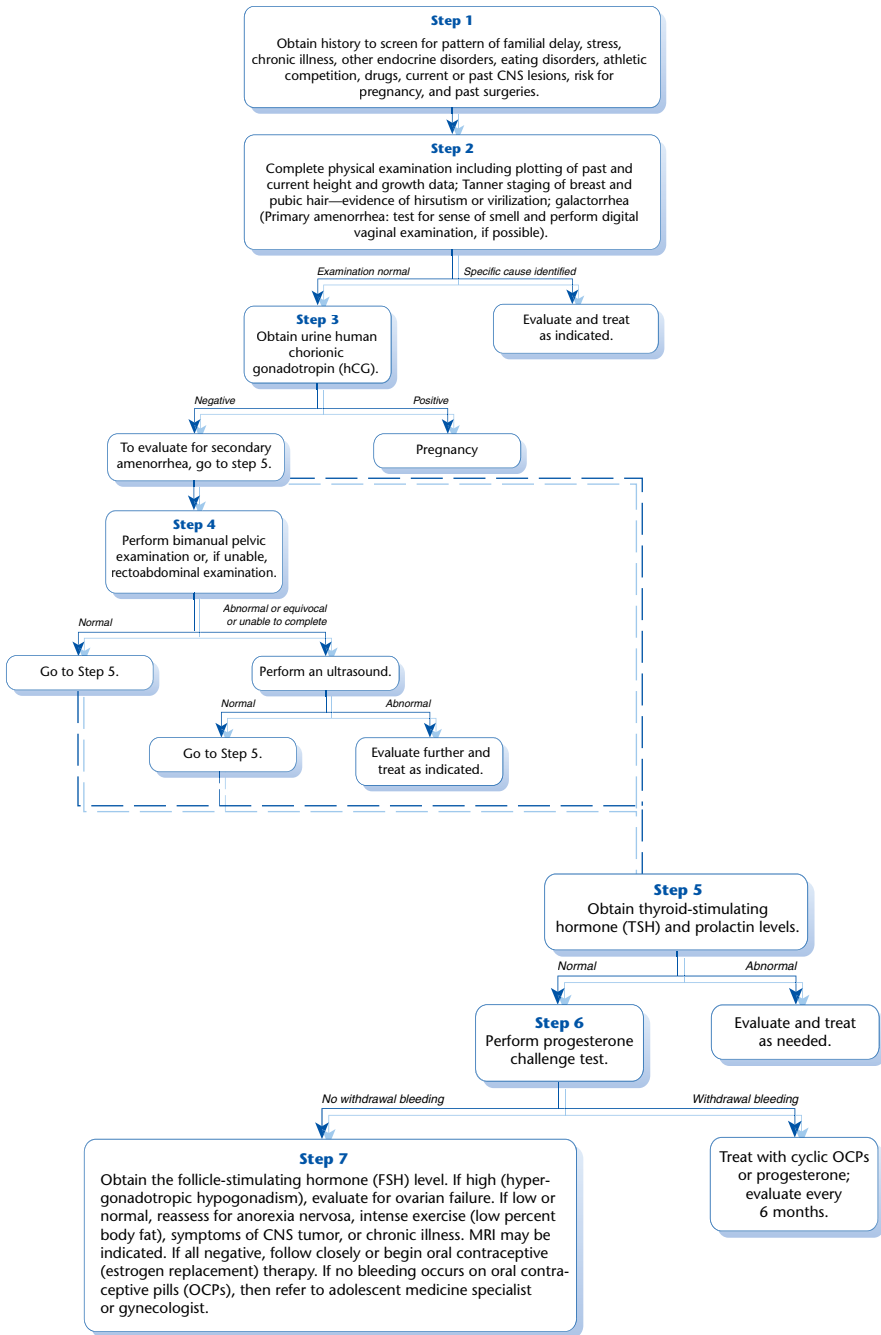 Step 1
Obtain history to screen for pattern of familial delay, stress,
chronic illness, other endocrine disorders, eating disorders, athletic
competition, drugs, current or past CNS lesions, risk for
pregnancy, and past surgeries.
Step 2
Complete physical examination including plotting of past and
current height and growth data; Tanner staging of breast and
pubic hair—evidence of hirsutism or virilization; galactorrhea
(Primary amenorrhea: test for sense of smell and perform digital
vaginal examination, if possible).
Examination normal
Specific cause identified
Step 3
Obtain urine human
chorionic
gonadotropin (hCG).
Evaluate and treat
as indicated.
Negative
Positive
To evaluate for secondary
amenorrhea, go to step 5.
Pregnancy
Step 4
Perform bimanual pelvic
examination or, if unable,
rectoabdominal examination.
Normal
Abnormal or equivocal
or unable to complete
Go to Step 5.
Perform an ultrasound.
Normal
Abnormal
Go to Step 5.
Evaluate further and
treat as indicated.
Step 5
Obtain thyroid-stimulating
hormone (TSH) and prolactin levels.
Normal
Abnormal
Step 6
Perform progesterone
challenge test.
Evaluate and treat
as needed.
No withdrawal bleeding
Withdrawal bleeding
Step 7
Obtain the follicle-stimulating hormone (FSH) level. If high (hyper-
gonadotropic hypogonadism), evaluate for ovarian failure. If low or
normal, reassess for anorexia nervosa, intense exercise (low percent
body fat), symptoms of CNS tumor, or chronic illness. MRI may be
indicated. If all negative, follow closely or begin oral contraceptive
(estrogen replacement) therapy. If no bleeding occurs on oral contra-
ceptive pills (OCPs), then refer to adolescent medicine specialist
or gynecologist.
Treat with cyclic OCPs
or progesterone;
evaluate every
6 months.